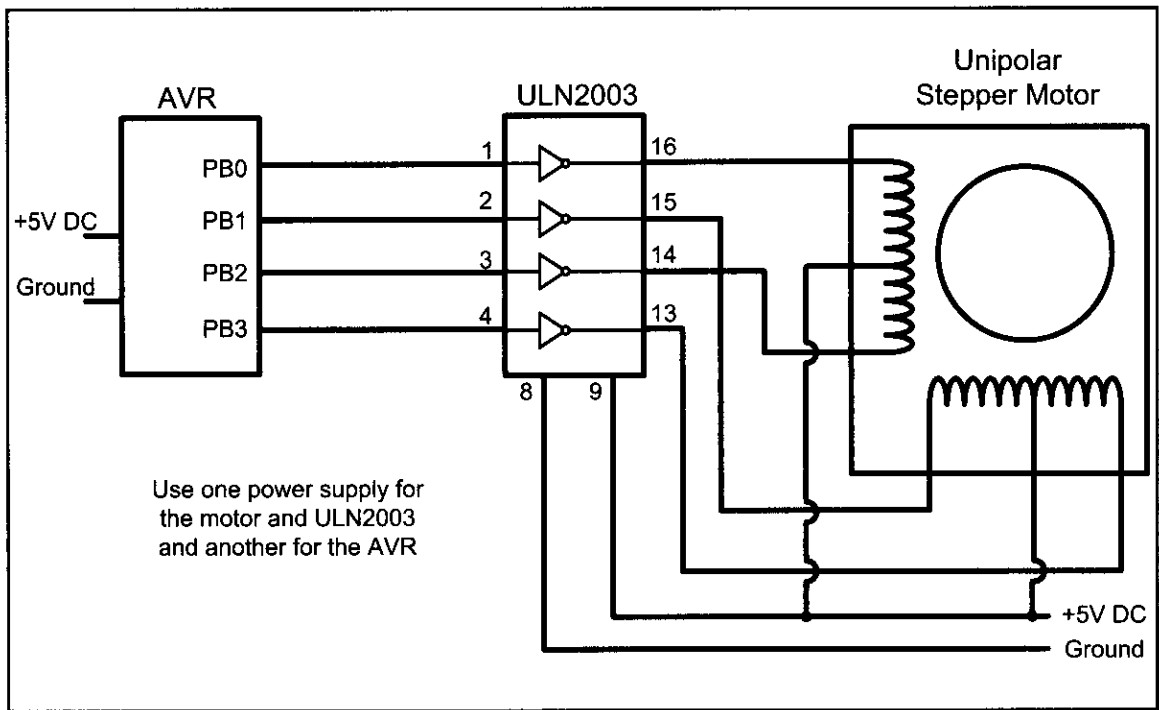 Unipolar
Stepper Motor
AVR
ULN2003
PB0
1
16
+5V DC
PB1
2
15
Ground
PB2
3
14
PB3
4
13
8
9
Use one power supply for
the motor and ULN2003
and another for the AVR
+5V DC
Ground